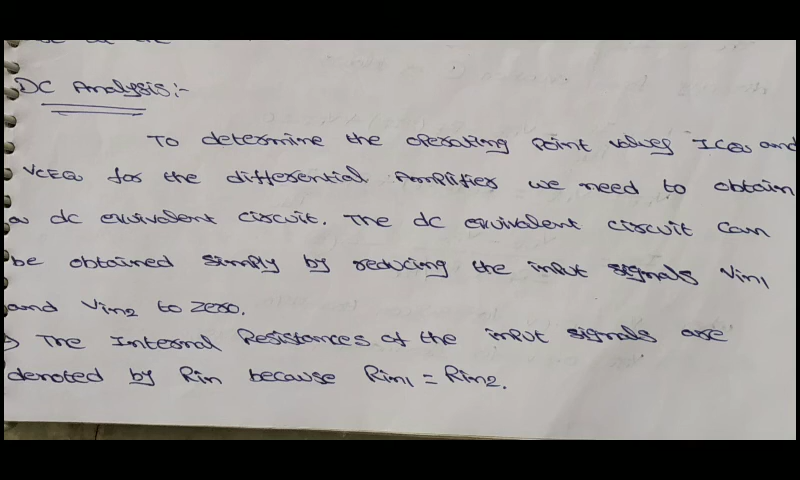 DC Analysis:-
To determine the operating point values ICQ and
VCEQ for the differential Amplifier we need to obtain
a dc equivalent circuit. The dc equivalent circuit can
be obtained simply by reducing the input signals Vin1
and Vin2 to zero.
The Internal Resistances of the input signals are
denoted by Rin because Rin1 = Rin2.